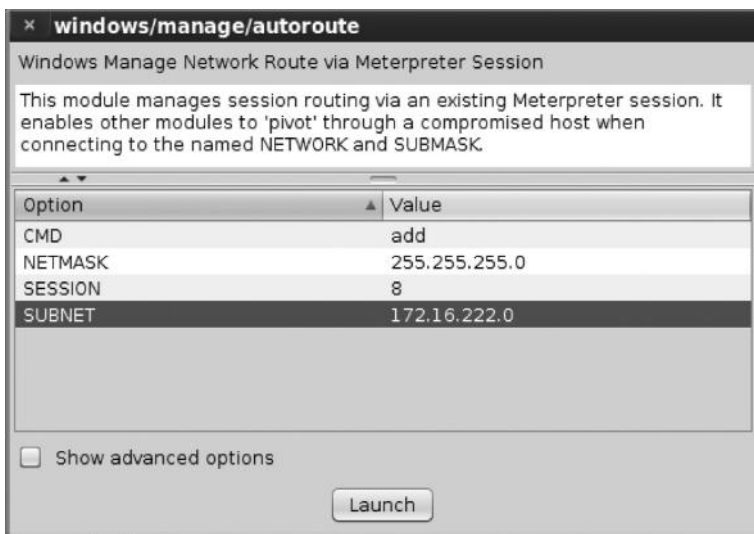 × windows/manage/autoroute
Windows Manage Network Route via Meterpreter Session
This module manages session routing via an existing Meterpreter session. It
enables other modules to 'pivot' through a compromised host when
connecting to the named NETWORK and SUBMASK.
Option Value
CMD add
NETMASK 255.255.255.0
SESSION 8
SUBNET 172.16.222.0
Show advanced options
Launch